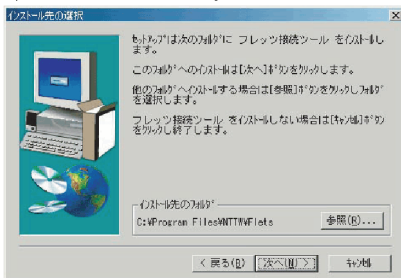 インストール先の選択
セットアップは次のフォルダに フレッツ接続ツール をインストールし
ます。
このフォルダへのインストールは[次へ]ボタンをクリックします。
他のフォルダへインストールする場合は[参照]ボタンをクリックしフォルダ
を選択します。
フレッツ接続ツール をインストールしない場合は[キャンセル]ボタン
をクリックし終了します。
インストール先のフォルダ
C:¥Program Files¥NTTW¥Flets
参照(R)...
< 戻る(B)
次へ(N) >
キャンセル